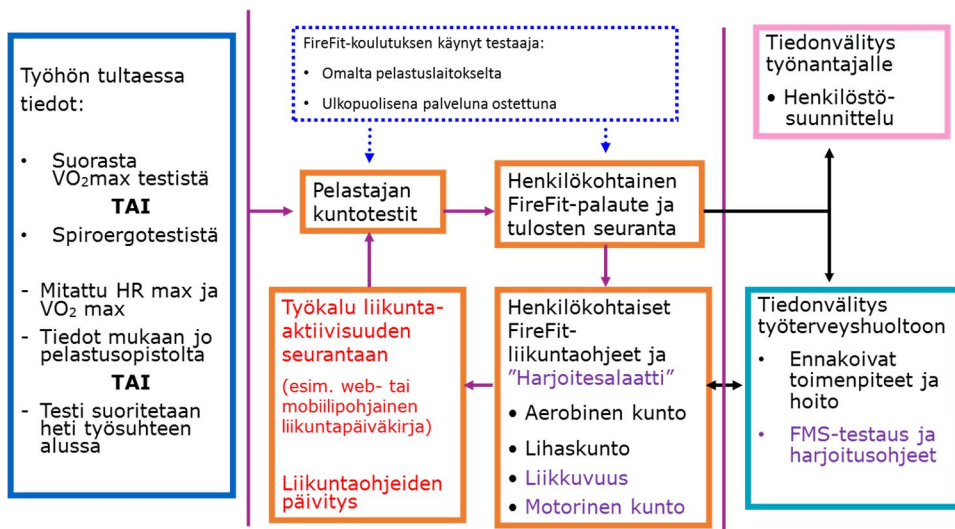 Työhön tultaessa
tiedot:
• Suorasta
VO₂max testistä
TAI
• Spiroergotestistä
- Mitattu HR max ja
VO₂ max
- Tiedot mukaan jo
pelastusopistolta
TAI
- Testi suoritetaan
heti työsuhteen
alussa
FireFit-koulutuksen käynyt testaaja:
• Omalta pelastuslaitokselta
• Ulkopuolisena palveluna ostettuna
Pelastajan
kuntotestit
Henkilökohtainen
FireFit-palaute ja
tulosten seuranta
Työkalu liikunta-
aktiivisuuden
seurantaan
(esim. web- tai
mobiilipohjainen
liikuntapäiväkirja)
Liikuntaohjeiden
päivitys
Henkilökohtaiset
FireFit-
liikuntaohjeet ja
”Harjoitesalaatti”
• Aerobinen kunto
• Lihaskunto
• Liikkuvuus
• Motorinen kunto
Tiedonvälitys
työnantajalle
• Henkilöstö-
suunnittelu
Tiedonvälitys
työterveyshuoltoon
• Ennakoivat
toimenpiteet ja
hoito
• FMS-testaus ja
harjoitusohjeet